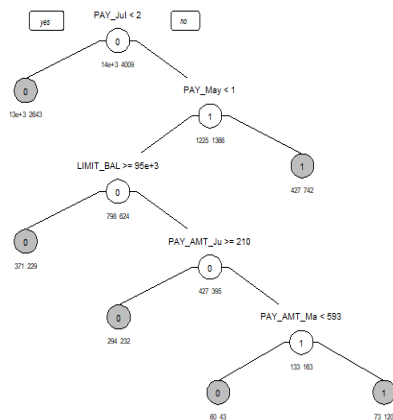 PAY_Jul < 2
yes
no
0
14e+3 4009
PAY_May < 1
0
13e+3 2643
1
1225 1366
LIMIT_BAL >= 95e+3
0
798 624
1
427 742
PAY_AMT_Ju >= 210
0
371 229
0
427 395
PAY_AMT_Ma < 593
0
294 232
1
133 163
0
60 43
1
73 120